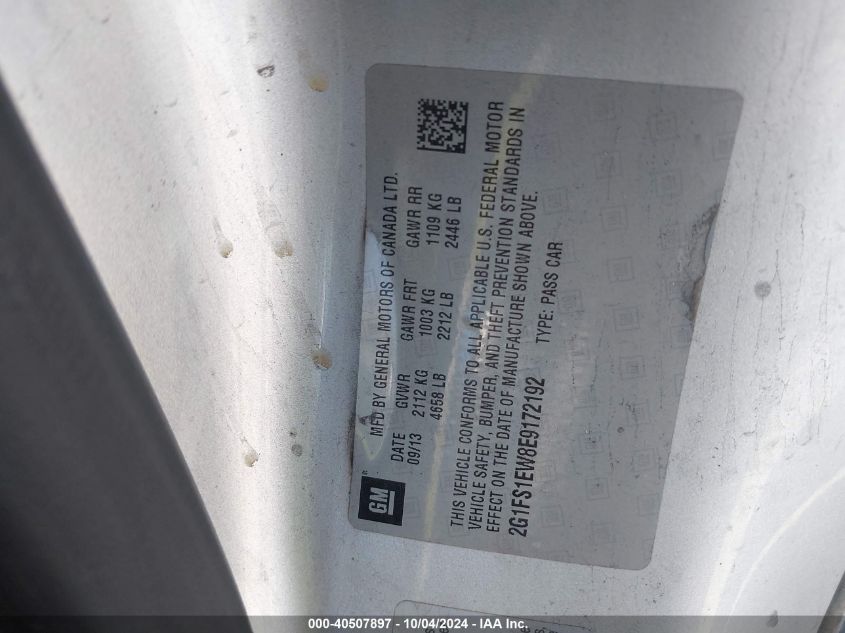 GM
MFD BY GENERAL MOTORS OF CANADA LTD.
DATE GVWR GAWR FRT GAWR RR
09/13 2112 KG 1003 KG 1109 KG
4658 LB 2212 LB 2446 LB
THIS VEHICLE CONFORMS TO ALL APPLICABLE U.S. FEDERAL MOTOR
VEHICLE SAFETY, BUMPER, AND THEFT PREVENTION STANDARDS IN
EFFECT ON THE DATE OF MANUFACTURE SHOWN ABOVE.
2G1FS1EW8E9172192 TYPE: PASS CAR
000-40507897 - 10/04/2024 - IAA Inc.